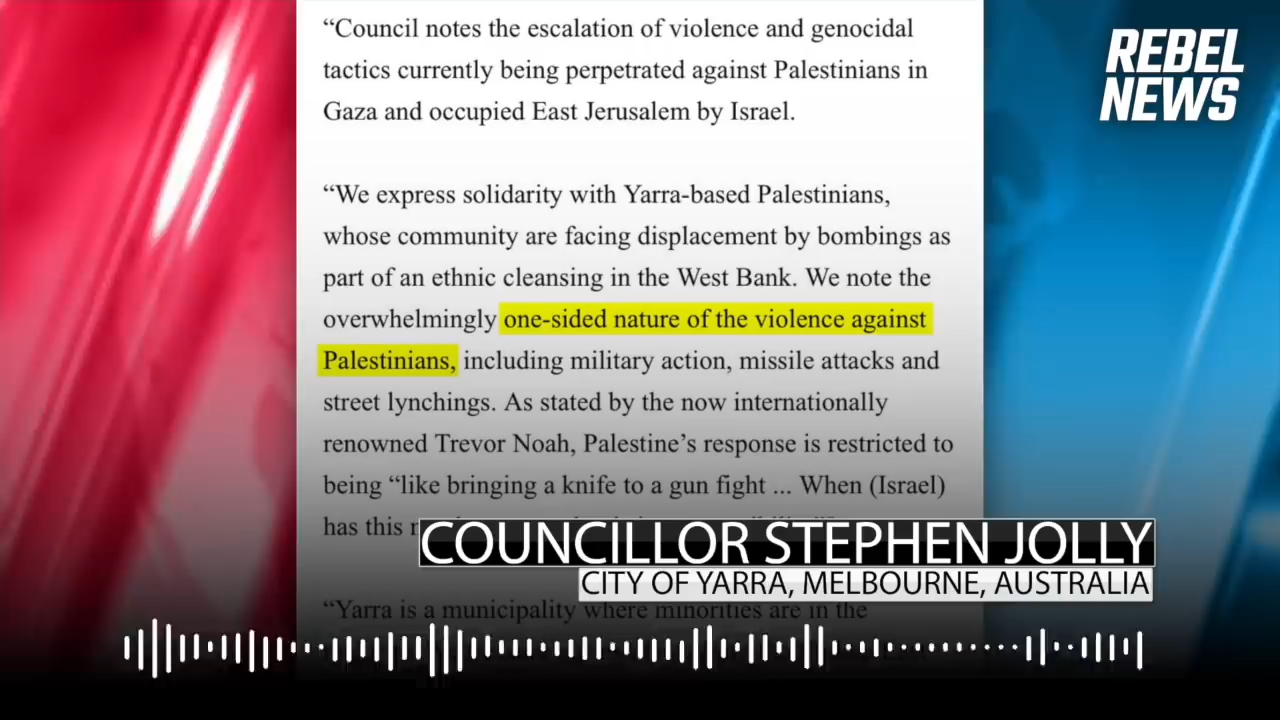 “Council notes the escalation of violence and genocidal
tactics currently being perpetrated against Palestinians in
Gaza and occupied East Jerusalem by Israel.
“We express solidarity with Yarra-based Palestinians,
whose community are facing displacement by bombings as
part of an ethnic cleansing in the West Bank. We note the
overwhelmingly one-sided nature of the violence against
Palestinians, including military action, missile attacks and
street lynchings. As stated by the now internationally
renowned Trevor Noah, Palestine’s response is restricted to
being “like bringing a knife to a gun fight ... When (Israel)
has this
COUNCILLOR STEPHEN JOLLY
CITY OF YARRA, MELBOURNE, AUSTRALIA
“Yarra is a municipality where minorities are in the
REBEL
NEWS